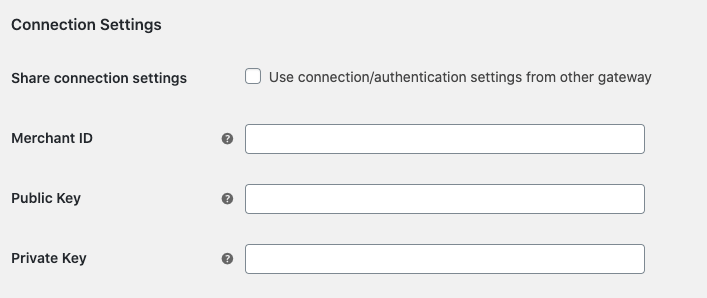 Connection Settings
Share connection settings
Use connection/authentication settings from other gateway
Merchant ID
?
Public Key
?
Private Key
?